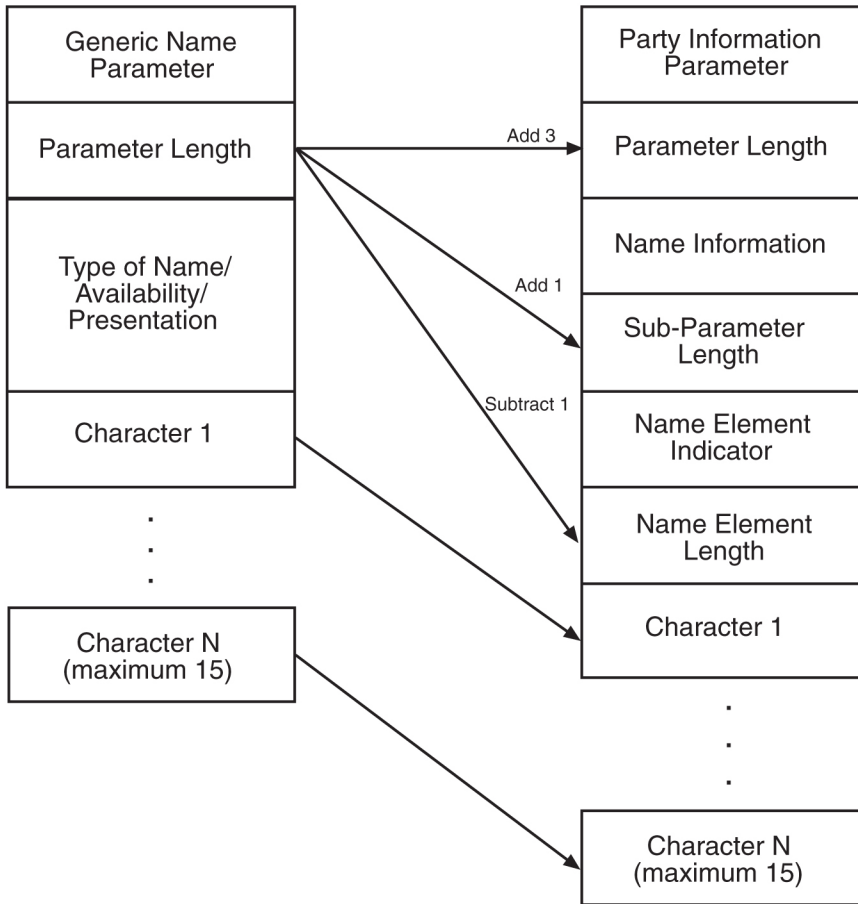 Generic Name
Parameter
Parameter Length
Type of Name/
Availability/
Presentation
Character 1
.
.
.
Character N
(maximum 15)
Add 3
Add 1
Subtract 1
Party Information
Parameter
Parameter Length
Name Information
Sub-Parameter
Length
Name Element
Indicator
Name Element
Length
Character 1
.
.
.
Character N
(maximum 15)